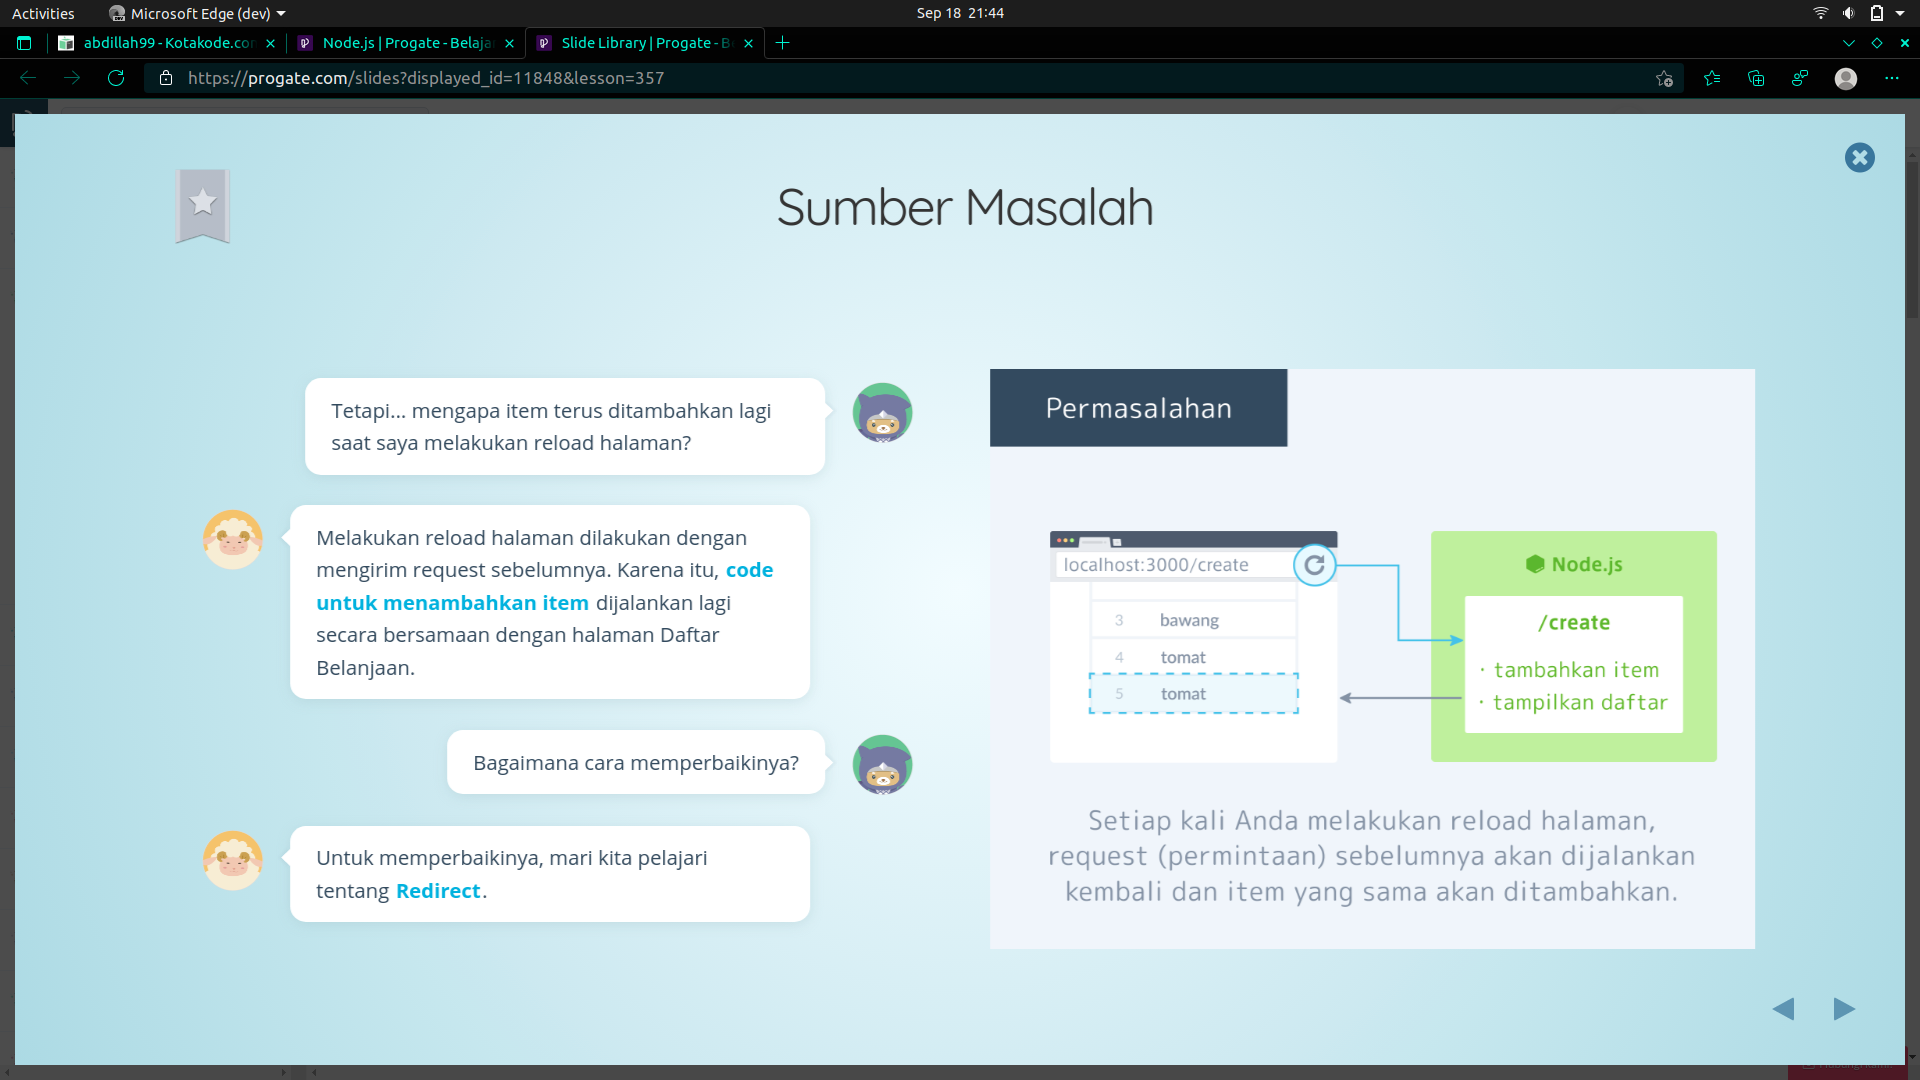 Activities
Microsoft Edge (dev)
Sep 18 21:44
abdillah99 - Kotakode.con
Node.js | Progate - Belaja
Slide Library | Progate - B
https://progate.com/slides?displayed_id=11848&lesson=357
Sumber Masalah
Tetapi... mengapa item terus ditambahkan lagi
saat saya melakukan reload halaman?
Melakukan reload halaman dilakukan dengan
mengirim request sebelumnya. Karena itu, code
untuk menambahkan item dijalankan lagi
secara bersamaan dengan halaman Daftar
Belanjaan.
Bagaimana cara memperbaikinya?
Untuk memperbaikinya, mari kita pelajari
tentang Redirect.
Permasalahan
localhost:3000/create
3 bawang
4 tomat
5 tomat
Node.js
/create
· tambahkan item
· tampilkan daftar
Setiap kali Anda melakukan reload halaman,
request (permintaan) sebelumnya akan dijalankan
kembali dan item yang sama akan ditambahkan.